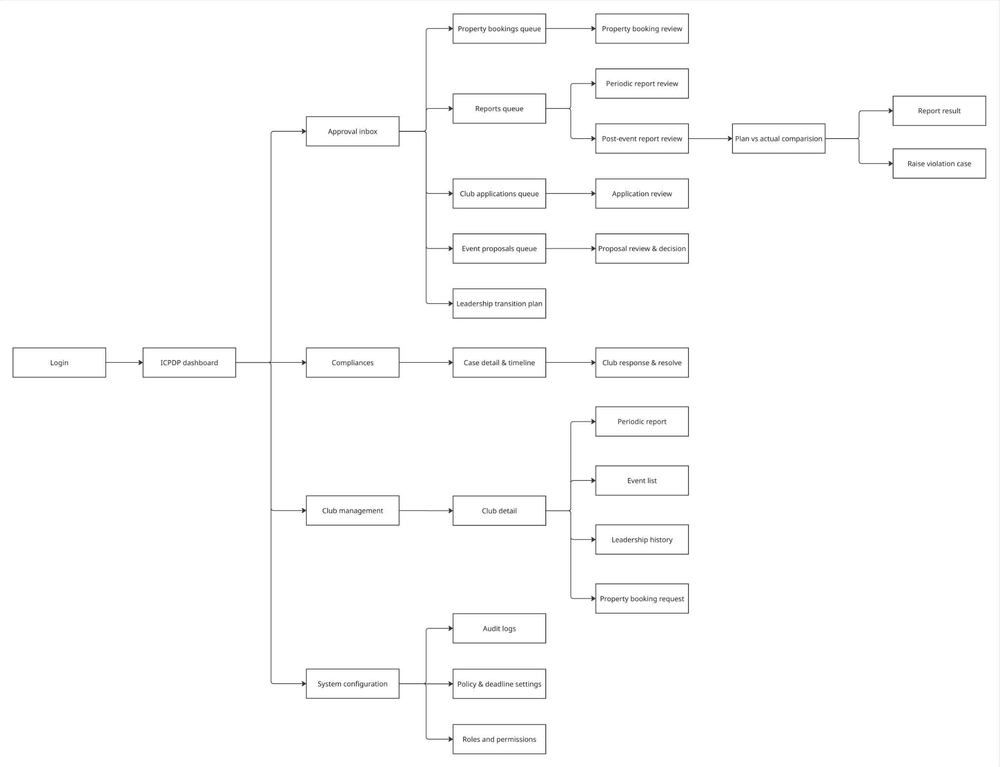 Property bookings queue
Property booking review
Periodic report review
Reports queue
Report result
Approval inbox
Post-event report review
Plan vs actual comparision
Raise violation case
Club applications queue
Application review
Event proposals queue
Proposal review & decision
Leadership transition plan
Login
ICPDP dashboard
Compliances
Case detail & timeline
Club response & resolve
Periodic report
Event list
Club management
Club detail
Leadership history
Property booking request
Audit logs
System configuration
Policy & deadline settings
Roles and permissions